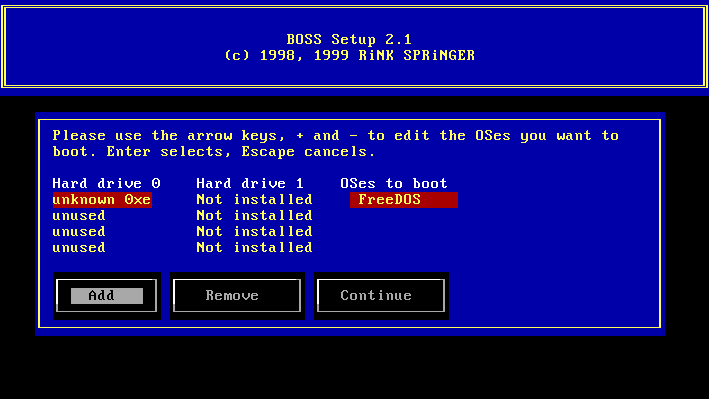 BOSS Setup 2.1
(c) 1998, 1999 RiNK SPRiNGER
Please use the arrow keys, + and - to edit the OSes you want to
boot. Enter selects, Escape cancels.
Hard drive 0 Hard drive 1 OSes to boot
unknown 0xe Not installed FreeDOS
unused Not installed
unused Not installed
unused Not installed
Add Remove Continue